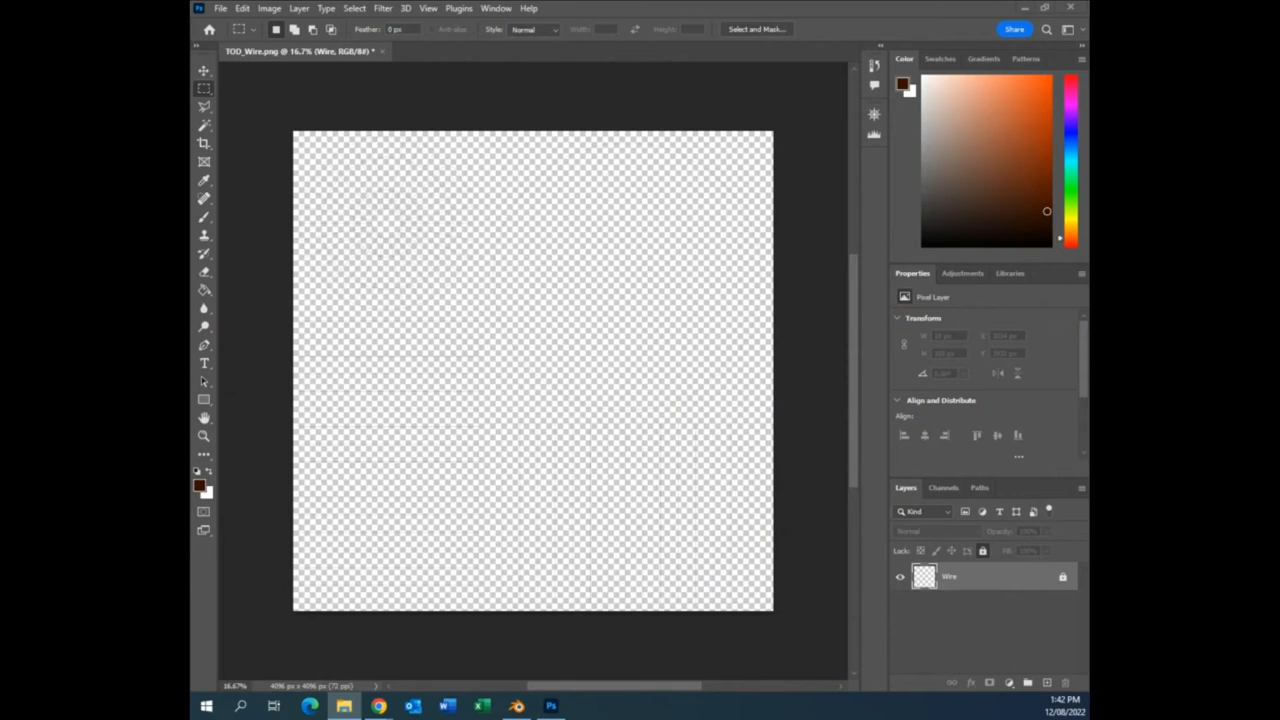 File Edit Image Layer Type Select Filter 3D View Plugins Window Help
Feather: 0 px Anti-alias Style: Normal Width: Height: Select and Mask... Share
TOD_Wire.png @ 16.7% (Wire, RGB/8#) *
Color Swatches Gradients Patterns
Properties Adjustments Libraries
Pixel Layer
Transform
W X
H Y
0.00°
Align and Distribute
Align:
Layers Channels Paths
Kind
Normal Opacity: 100%
Lock: Fill: 100%
Wire
16.67% 4096 px x 4096 px (72 ppi)
1:42 PM
12/08/2022